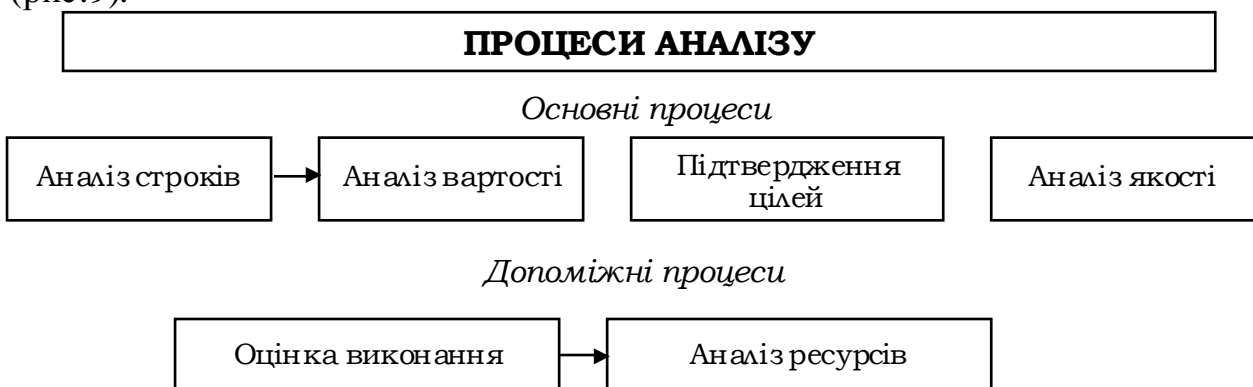 (рис.9).
ПРОЦЕСИ АНАЛІЗУ
Основні процеси
Аналіз строків
Аналіз вартості
Підтвердження
цілей
Аналіз якості
Допоміжні процеси
Оцінка виконання
Аналіз ресурсів